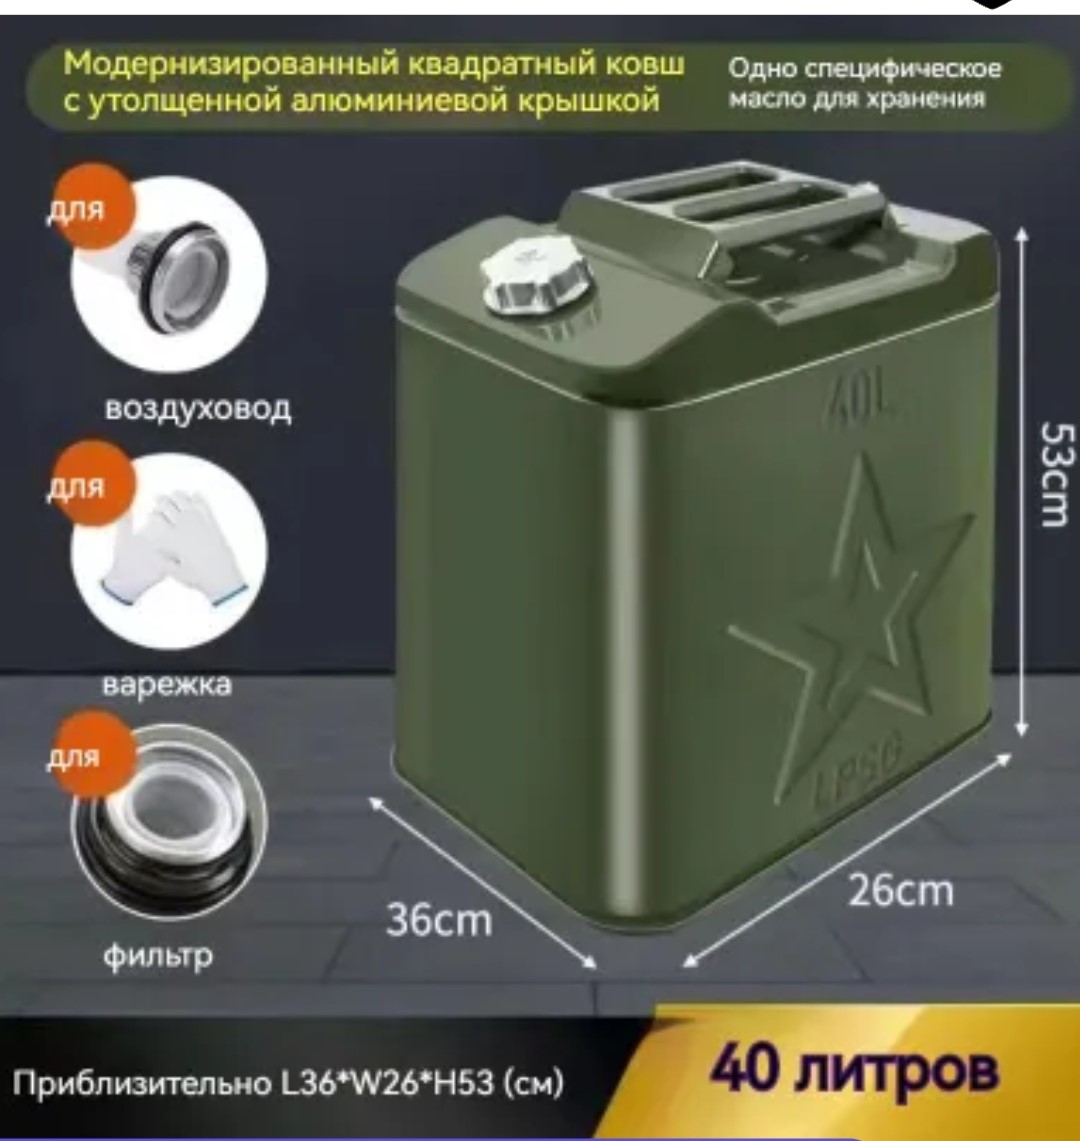 Модернизированный квадратный ковш
с утолщенной алюминиевой крышкой
Одно специфическое
масло для хранения
для
воздуховод
для
варежка
для
фильтр
40L
53cm
36cm
26cm
Приблизительно L36*W26*H53 (см)
40 литров